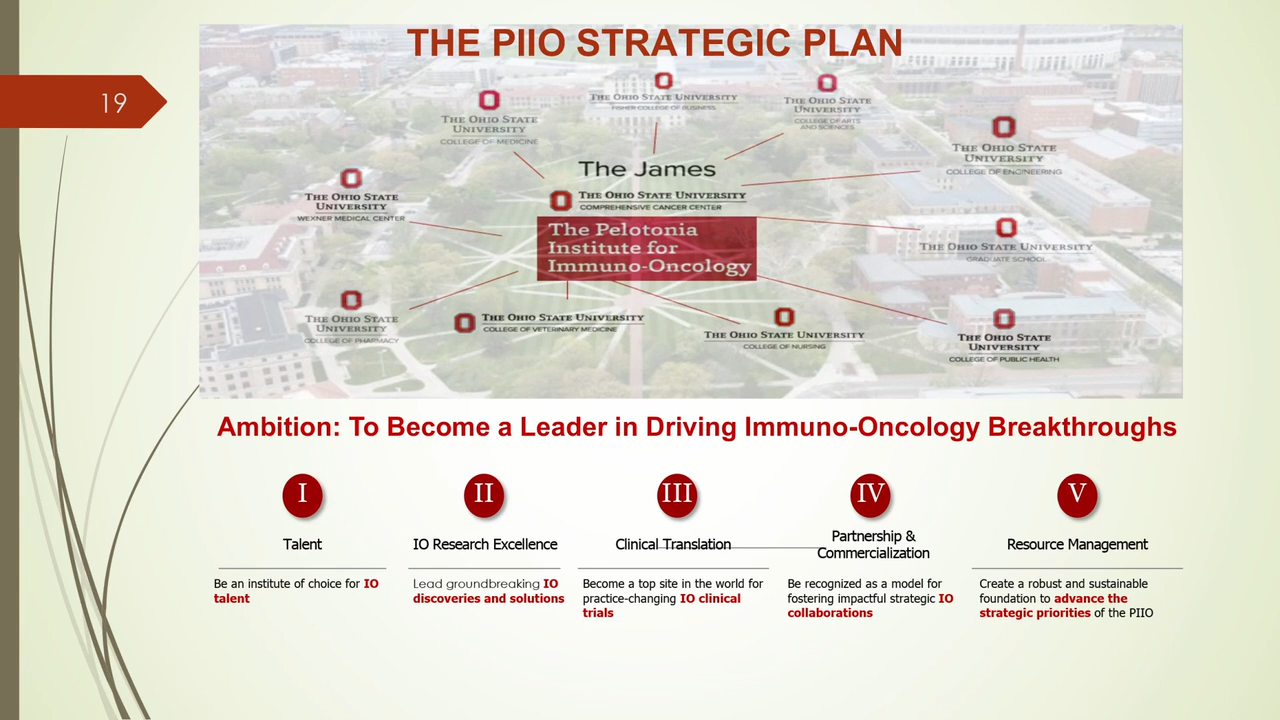 THE PIIO STRATEGIC PLAN
19
THE OHIO STATE UNIVERSITY
FISHER COLLEGE OF BUSINESS
THE OHIO STATE
UNIVERSITY
COLLEGE OF MEDICINE
THE OHIO STATE
UNIVERSITY
COLLEGE OF ARTS
AND SCIENCES
THE OHIO STATE
UNIVERSITY
COLLEGE OF ENGINEERING
The James
THE OHIO STATE UNIVERSITY
COMPREHENSIVE CANCER CENTER
THE OHIO STATE
UNIVERSITY
WEXNER MEDICAL CENTER
The Pelotonia
Institute for
Immuno-Oncology
THE OHIO STATE UNIVERSITY
GRADUATE SCHOOL
THE OHIO STATE
UNIVERSITY
COLLEGE OF PHARMACY
THE OHIO STATE UNIVERSITY
COLLEGE OF VETERINARY MEDICINE
THE OHIO STATE UNIVERSITY
COLLEGE OF NURSING
THE OHIO STATE
UNIVERSITY
COLLEGE OF PUBLIC HEALTH
Ambition: To Become a Leader in Driving Immuno-Oncology Breakthroughs
I
Talent
Be an institute of choice for IO
talent
II
IO Research Excellence
Lead groundbreaking IO
discoveries and solutions
III
Clinical Translation
Become a top site in the world for
practice-changing IO clinical
trials
IV
Partnership &
Commercialization
Be recognized as a model for
fostering impactful strategic IO
collaborations
V
Resource Management
Create a robust and sustainable
foundation to advance the
strategic priorities of the PIIO